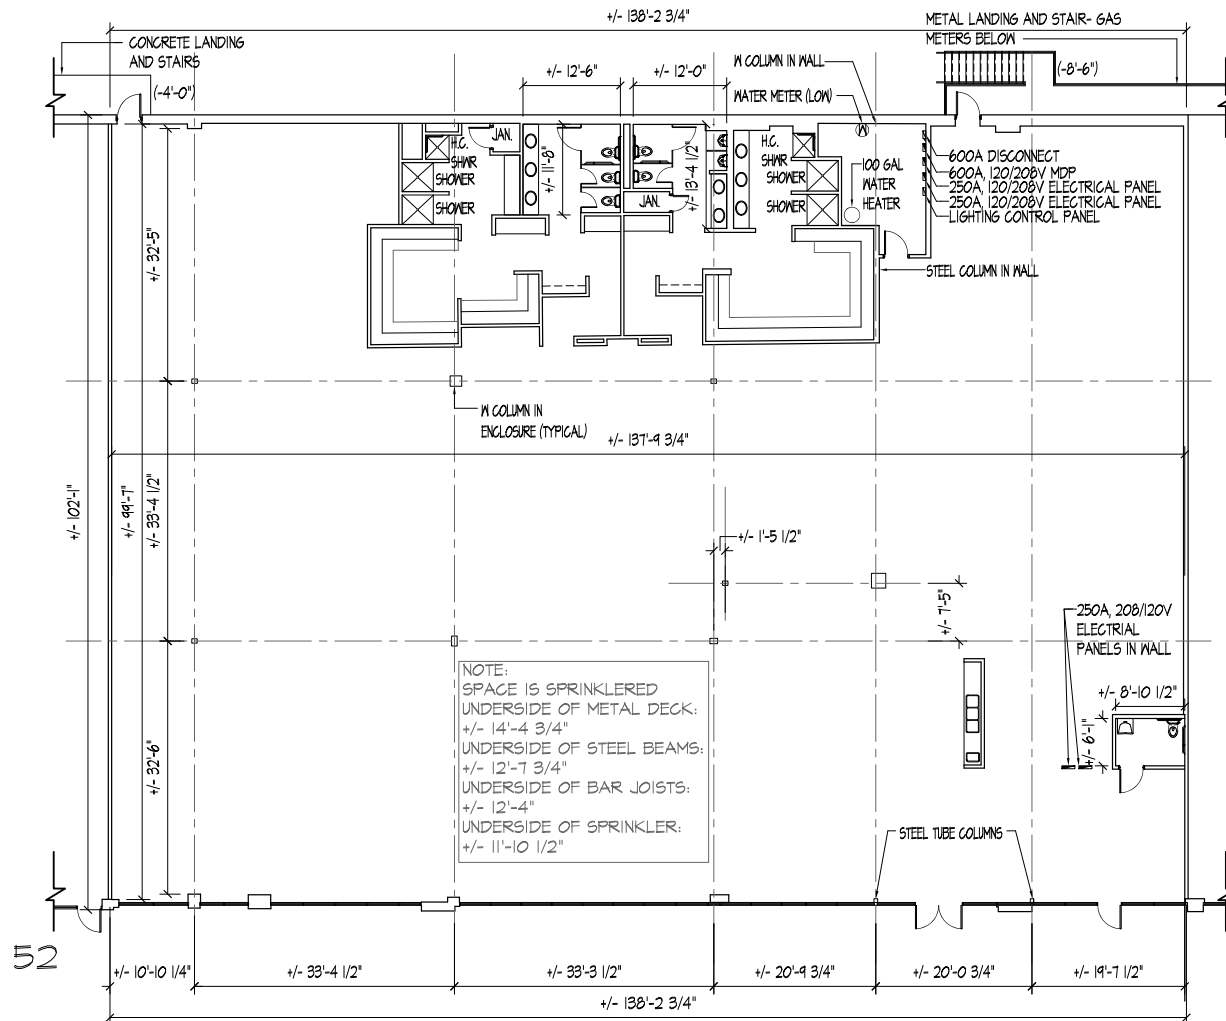 +/- 138'-2 3/4"
METAL LANDING AND STAIR- GAS
METERS BELOW
CONCRETE LANDING
AND STAIRS
(-4'-0")
+/- 12'-6"
+/- 12'-0"
W COLUMN IN WALL
WATER METER (LOW)
(-8'-6")
W
JAN.
H.C.
SHWR
SHOWER
SHOWER
+/- 11'-8"
+/- 13'-4 1/2"
JAN.
H.C.
SHWR
SHOWER
SHOWER
100 GAL
WATER
HEATER
600A DISCONNECT
600A, 120/208V MDP
250A, 120/208V ELECTRICAL PANEL
250A, 120/208V ELECTRICAL PANEL
LIGHTING CONTROL PANEL
STEEL COLUMN IN WALL
+/- 32'-5"
W COLUMN IN
ENCLOSURE (TYPICAL)
+/- 137'-9 3/4"
+/- 102'-1"
+/- 99'-7"
+/- 33'-4 1/2"
+/- 1'-5 1/2"
+/- 7'-5"
250A, 208/120V
ELECTRIAL
PANELS IN WALL
+/- 8'-10 1/2"
+/- 6'-1"
NOTE:
SPACE IS SPRINKLERED
UNDERSIDE OF METAL DECK:
+/- 14'-4 3/4"
UNDERSIDE OF STEEL BEAMS:
+/- 12'-7 3/4"
UNDERSIDE OF BAR JOISTS:
+/- 12'-4"
UNDERSIDE OF SPRINKLER:
+/- 11'-10 1/2"
+/- 32'-6"
STEEL TUBE COLUMNS
52
+/- 10'-10 1/4"
+/- 33'-4 1/2"
+/- 33'-3 1/2"
+/- 20'-9 3/4"
+/- 20'-0 3/4"
+/- 19'-7 1/2"
+/- 138'-2 3/4"